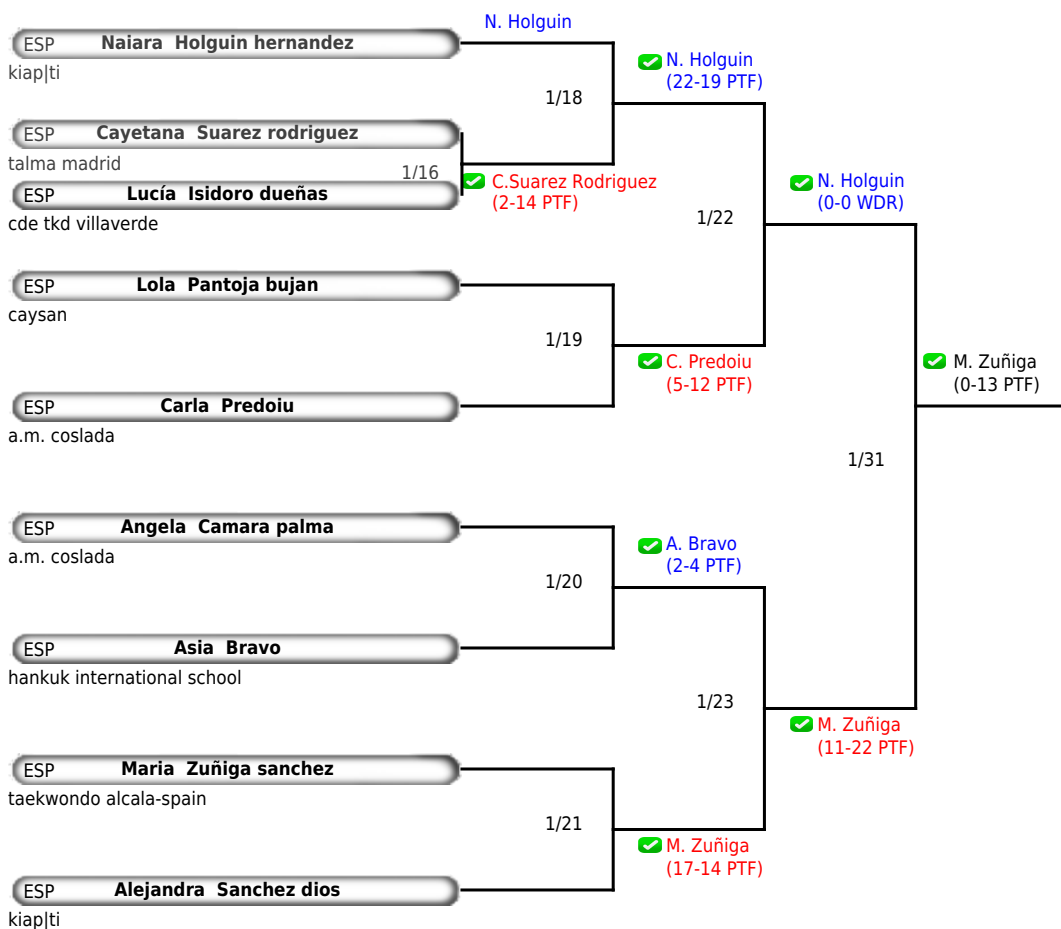 N. Holguin
ESP Naiara Holguin hernandez
kiap|ti
N. Holguin
(22-19 PTF)
1/18
ESP Cayetana Suarez rodriguez
talma madrid
1/16
C.Suarez Rodriguez
(2-14 PTF)
ESP Lucía Isidoro dueñas
cde tkd villaverde
N. Holguin
(0-0 WDR)
1/22
ESP Lola Pantoja bujan
caysan
1/19
C. Predoiu
(5-12 PTF)
M. Zuñiga
(0-13 PTF)
ESP Carla Predoiu
a.m. coslada
1/31
ESP Angela Camara palma
a.m. coslada
A. Bravo
(2-4 PTF)
1/20
ESP Asia Bravo
hankuk international school
1/23
M. Zuñiga
(11-22 PTF)
ESP Maria Zuñiga sanchez
taekwondo alcala-spain
1/21
M. Zuñiga
(17-14 PTF)
ESP Alejandra Sanchez dios
kiap|ti